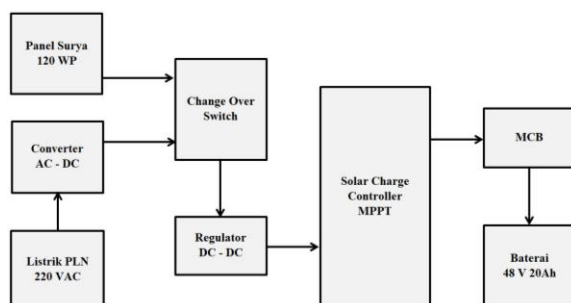 Panel Surya
120 WP
Change Over
Switch
Converter
AC - DC
MCB
Solar Charge
Controller
MPPT
Regulator
DC - DC
Listrik PLN
220 VAC
Baterai
48 V 20Ah